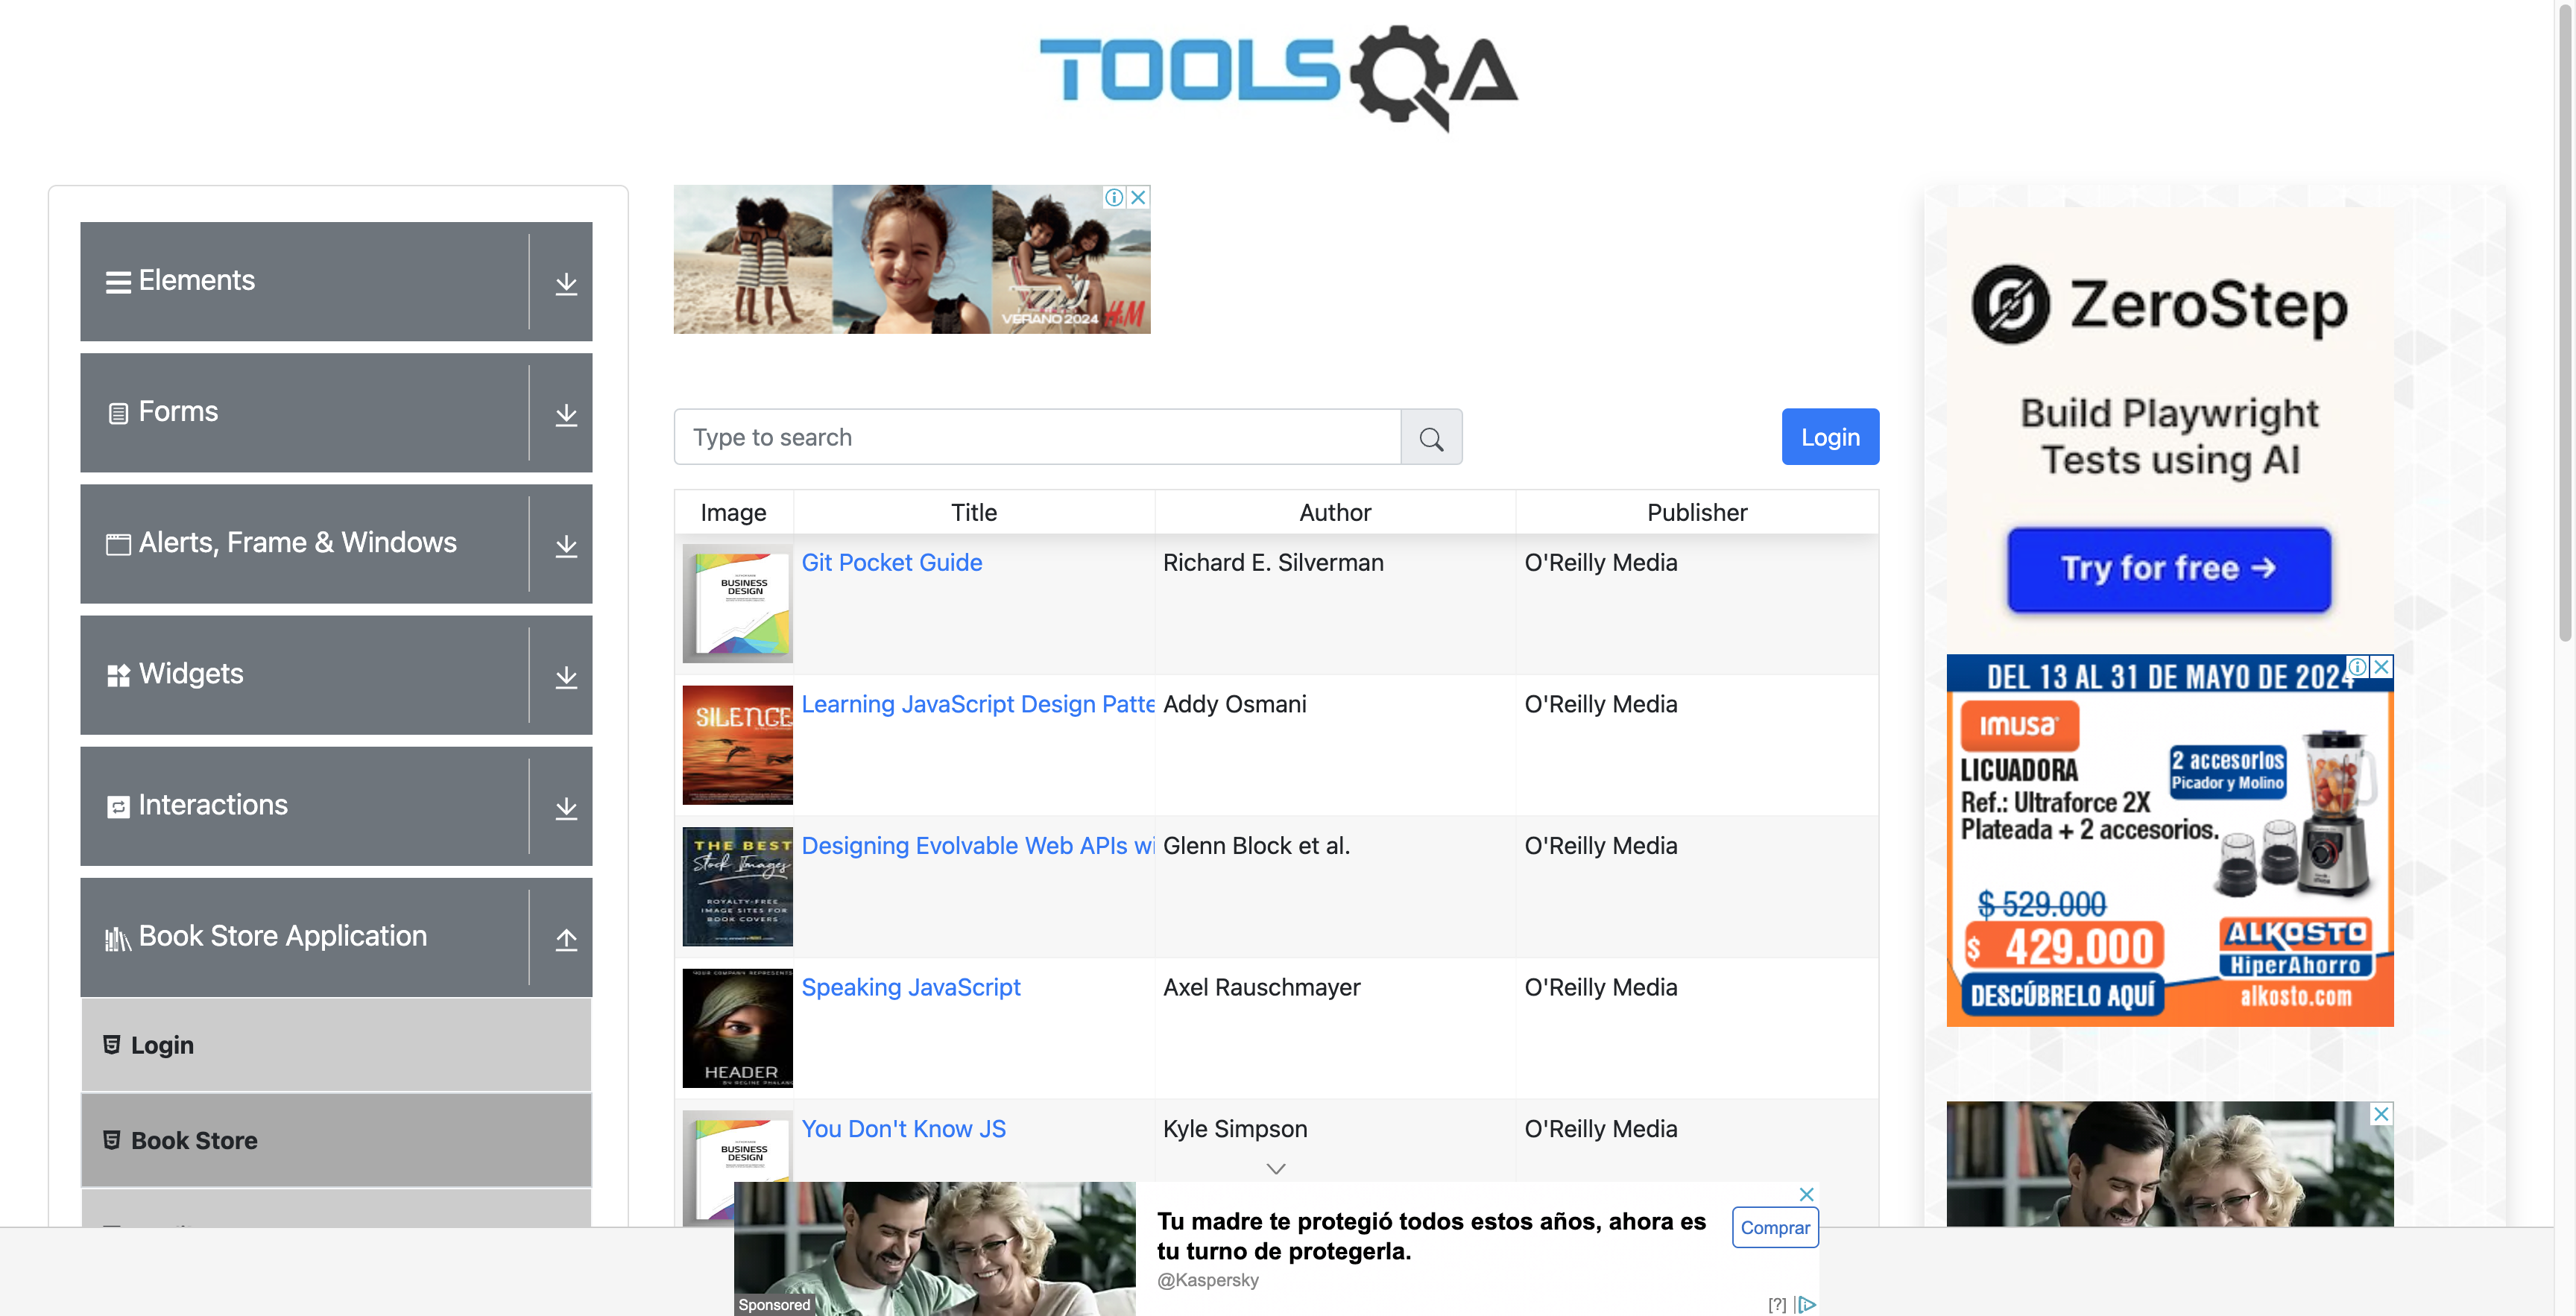 TOOLSQA
Elements
Forms
Alerts, Frame & Windows
Widgets
Interactions
Book Store Application
Login
Book Store
VERANO 2024 H&M
Type to search
Login
Image Title Author Publisher
BUSINESS
DESIGN
Git Pocket Guide Richard E. Silverman O'Reilly Media
SILENCE
Learning JavaScript Design Patte Addy Osmani O'Reilly Media
THE BEST
Stock Images
ROYALTY-FREE
IMAGE SITES FOR
BOOK COVERS
Designing Evolvable Web APIs wi Glenn Block et al. O'Reilly Media
YOUR COMPANY REPRESENTS
HEADER
Speaking JavaScript Axel Rauschmayer O'Reilly Media
BUSINESS
DESIGN
You Don't Know JS Kyle Simpson O'Reilly Media
ZeroStep
Build Playwright
Tests using AI
Try for free →
DEL 13 AL 31 DE MAYO DE 2024
IMUSA
LICUADORA
Ref.: Ultraforce 2X
Plateada + 2 accesorios.
2 accesorios
Picador y Molino
$ 529.000
$ 429.000
DESCÚBRELO AQUÍ
ALKOSTO
HiperAhorro
alkosto.com
Tu madre te protegió todos estos años, ahora es
tu turno de protegerla.
@Kaspersky
Comprar
Sponsored
[?]